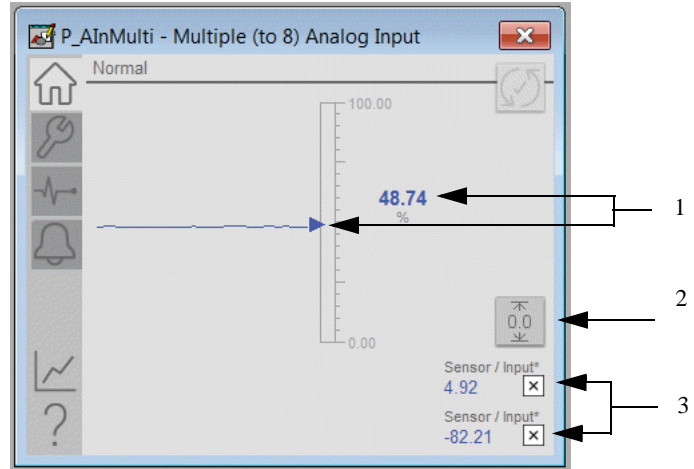 P_AInMulti - Multiple (to 8) Analog Input
Normal
100.00
48.74
%
1
2
0.0
0.00
Sensor / Input*
4.92
3
Sensor / Input*
-82.21
?